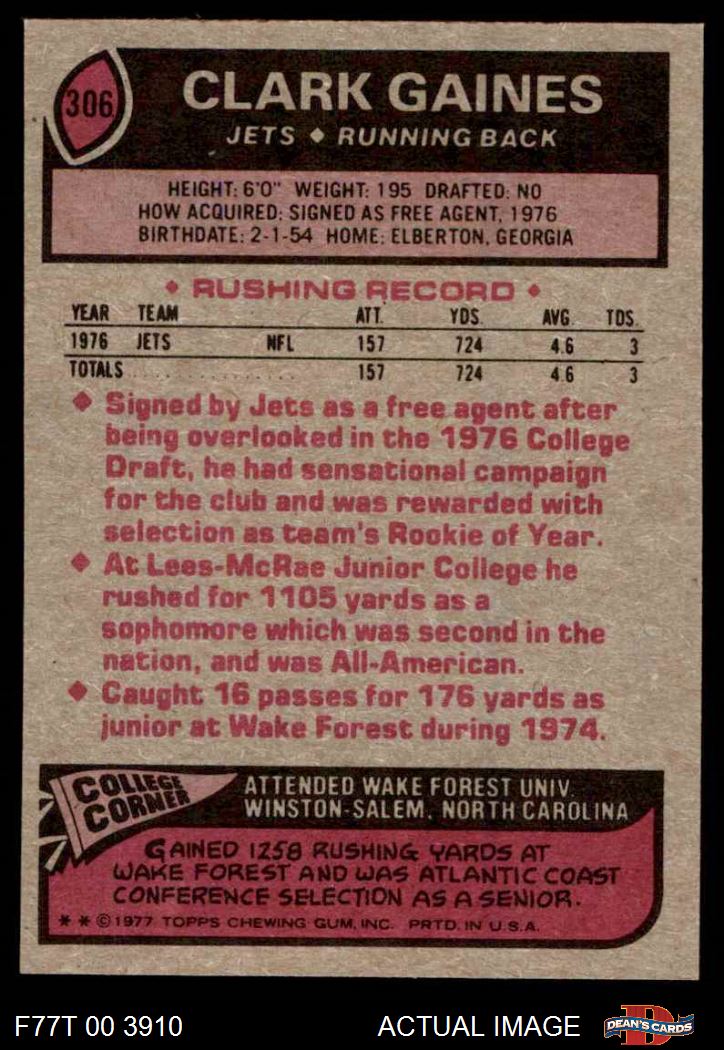 306
CLARK GAINES
JETS ♦ RUNNING BACK
HEIGHT: 6'0" WEIGHT: 195 DRAFTED: NO
HOW ACQUIRED: SIGNED AS FREE AGENT, 1976
BIRTHDATE: 2-1-54 HOME: ELBERTON, GEORGIA
♦ RUSHING RECORD ♦
YEAR TEAM ATT. YDS. AVG. TDS.
1976 JETS NFL 157 724 4.6 3
TOTALS . . . . . . . . . . . . . . . 157 724 4.6 3
♦ Signed by Jets as a free agent after
being overlooked in the 1976 College
Draft, he had sensational campaign
for the club and was rewarded with
selection as team's Rookie of Year.
♦ At Lees-McRae Junior College he
rushed for 1105 yards as a
sophomore which was second in the
nation, and was All-American.
♦ Caught 16 passes for 176 yards as
junior at Wake Forest during 1974.
COLLEGE
CORNER
ATTENDED WAKE FOREST UNIV.
WINSTON-SALEM, NORTH CAROLINA
GAINED 1258 RUSHING YARDS AT
WAKE FOREST AND WAS ATLANTIC COAST
CONFERENCE SELECTION AS A SENIOR.
* * ©1977 TOPPS CHEWING GUM, INC. PRTD. IN U.S.A.
F77T 00 3910 ACTUAL IMAGE
DEAN'S CARDS